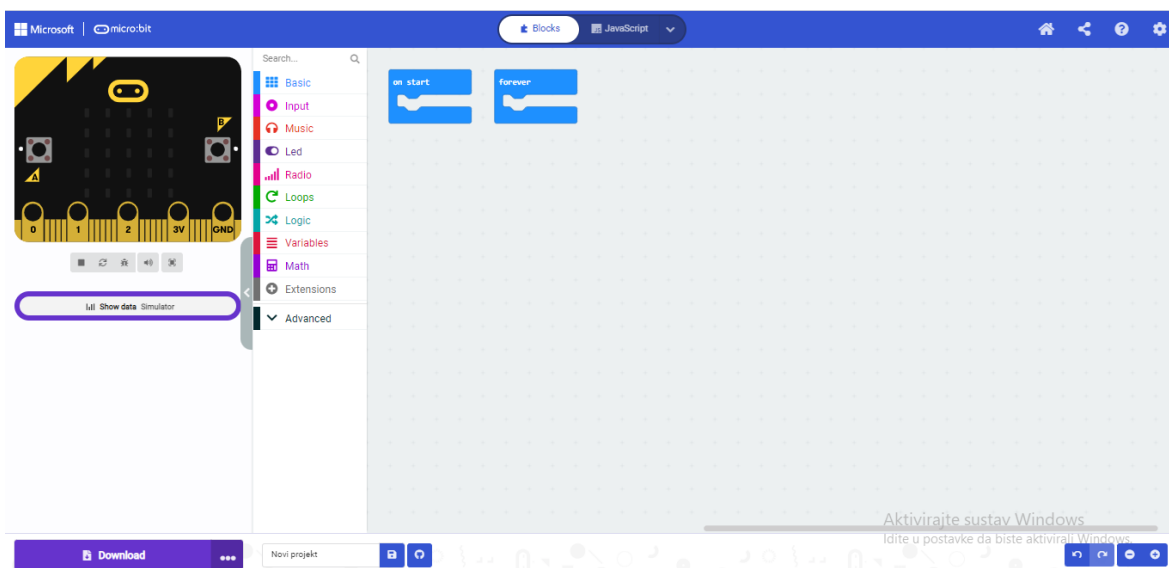 Microsoft micro:bit
Blocks
JavaScript
Search...
Basic
Input
Music
Led
Radio
Loops
Logic
Variables
Math
Extensions
Advanced
on start
forever
B
A
0 1 2 3V GND
Show data Simulator
Aktivirajte sustav Windows
Idite u postavke da biste aktivirali Windows.
Download
Novi projekt